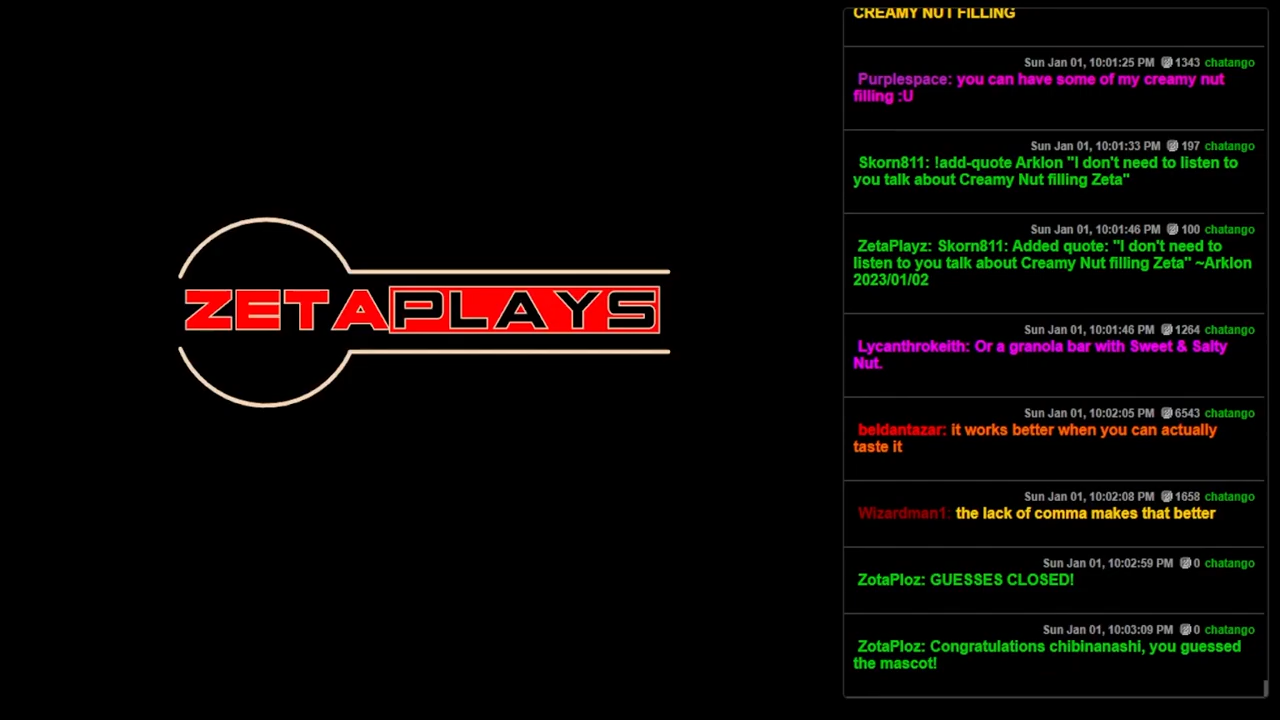 ZETAPLAYS
CREAMY NUT FILLING
Sun Jan 01, 10:01:25 PM 1343 chatango
Purplespace: you can have some of my creamy nut
filling :U
Sun Jan 01, 10:01:33 PM 197 chatango
Skorn811: !add-quote Arklon "I don't need to listen to
you talk about Creamy Nut filling Zeta"
Sun Jan 01, 10:01:46 PM 100 chatango
ZetaPlayz: Skorn811: Added quote: "I don't need to
listen to you talk about Creamy Nut filling Zeta" ~Arklon
2023/01/02
Sun Jan 01, 10:01:46 PM 1264 chatango
Lycanthrokeith: Or a granola bar with Sweet & Salty
Nut.
Sun Jan 01, 10:02:05 PM 6543 chatango
beldantazar: it works better when you can actually
taste it
Sun Jan 01, 10:02:08 PM 1658 chatango
Wizardman1: the lack of comma makes that better
Sun Jan 01, 10:02:59 PM 0 chatango
ZotaPloz: GUESSES CLOSED!
Sun Jan 01, 10:03:09 PM 0 chatango
ZotaPloz: Congratulations chibinanashi, you guessed
the mascot!